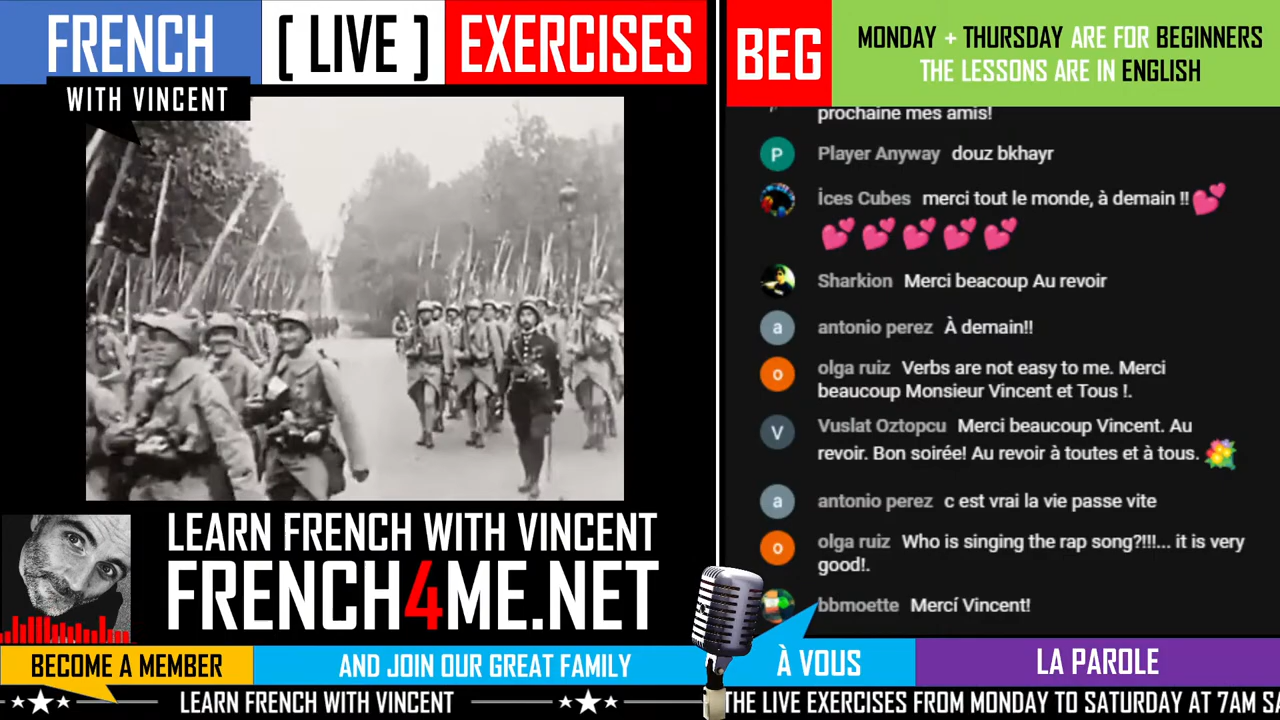 FRENCH
[ LIVE ]
EXERCISES
WITH VINCENT
BEG
MONDAY + THURSDAY ARE FOR BEGINNERS
THE LESSONS ARE IN ENGLISH
prochaine mes amis!
P
Player Anyway douz bkhayr
İces Cubes merci tout le monde, à demain !!💕
💕💕💕💕💕
Sharkion Merci beacoup Au revoir
a
antonio perez À demain!!
o
olga ruiz Verbs are not easy to me. Merci
beaucoup Monsieur Vincent et Tous !.
V
Vuslat Oztopcu Merci beaucoup Vincent. Au
revoir. Bon soirée! Au revoir à toutes et à tous. 💐
a
antonio perez c est vrai la vie passe vite
o
olga ruiz Who is singing the rap song?!!!... it is very
good!.
bbmoette Mercí Vincent!
LEARN FRENCH WITH VINCENT
FRENCH4ME.NET
BECOME A MEMBER
AND JOIN OUR GREAT FAMILY
À VOUS
LA PAROLE
LEARN FRENCH WITH VINCENT
THE LIVE EXERCISES FROM MONDAY TO SATURDAY AT 7AM SA